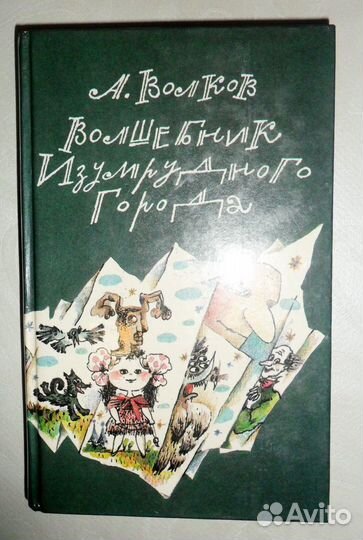 А. Волков
Волшебник
Изумрудного
Города
Avito